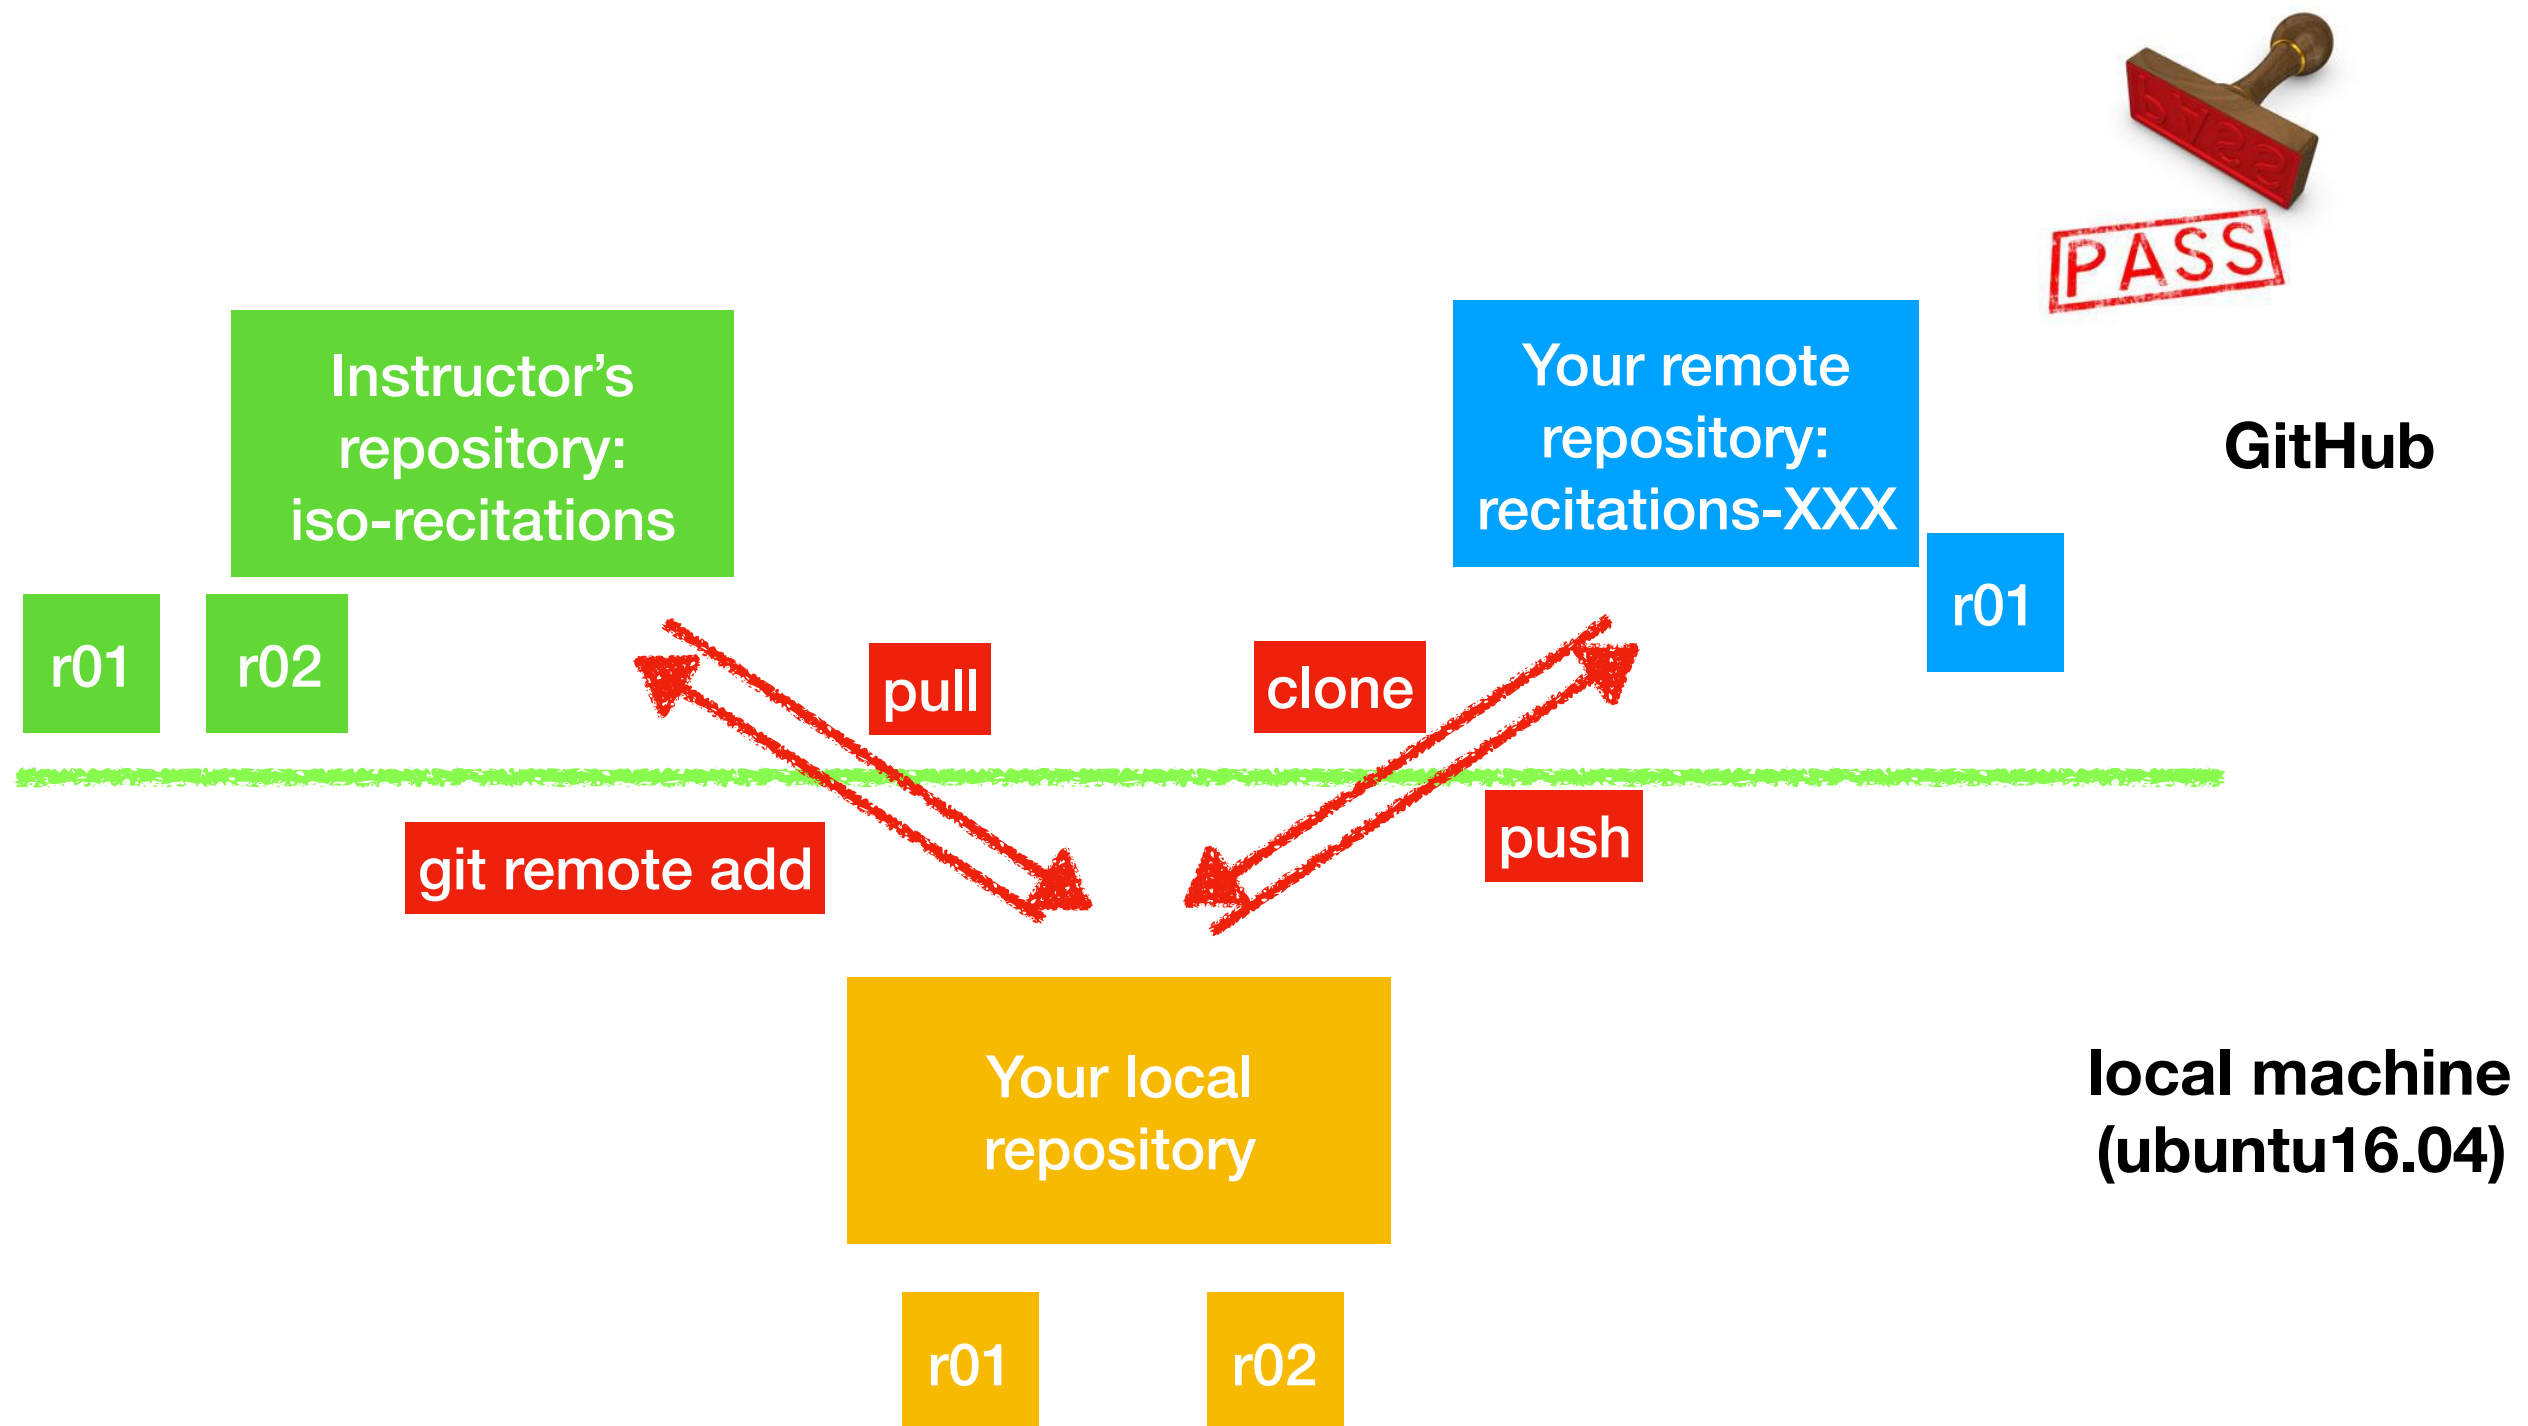 PASS
PASS
Instructor’s
repository:
iso-recitations
Your remote
repository:
recitations-XXX
GitHub
r01
r02
r01
pull
clone
git remote add
push
Your local
repository
local machine
(ubuntu16.04)
r01
r02